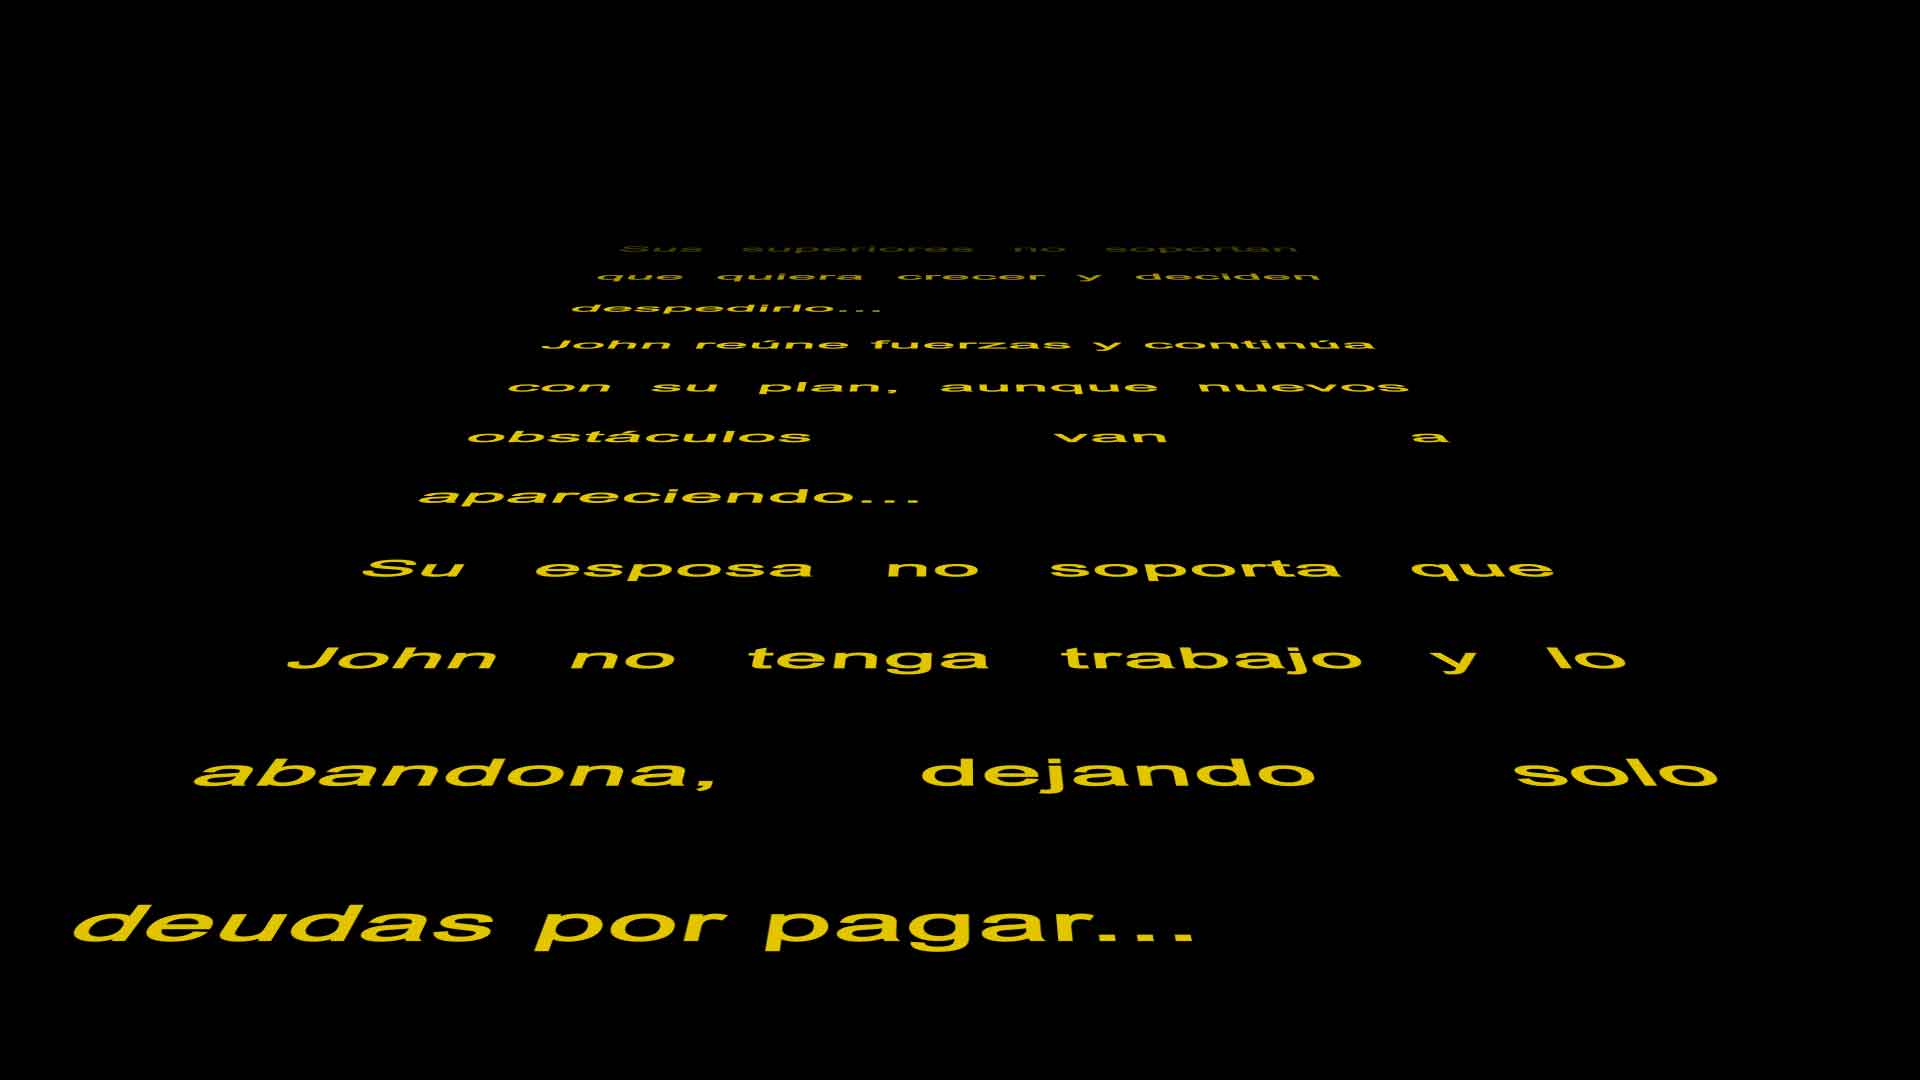 Sus superiores no soportan
que quiera crecer y deciden
despedirlo...
John reúne fuerzas y continúa
con su plan, aunque nuevos
obstáculos van a
apareciendo...
Su esposa no soporta que
John no tenga trabajo y lo
abandona, dejando solo
deudas por pagar...